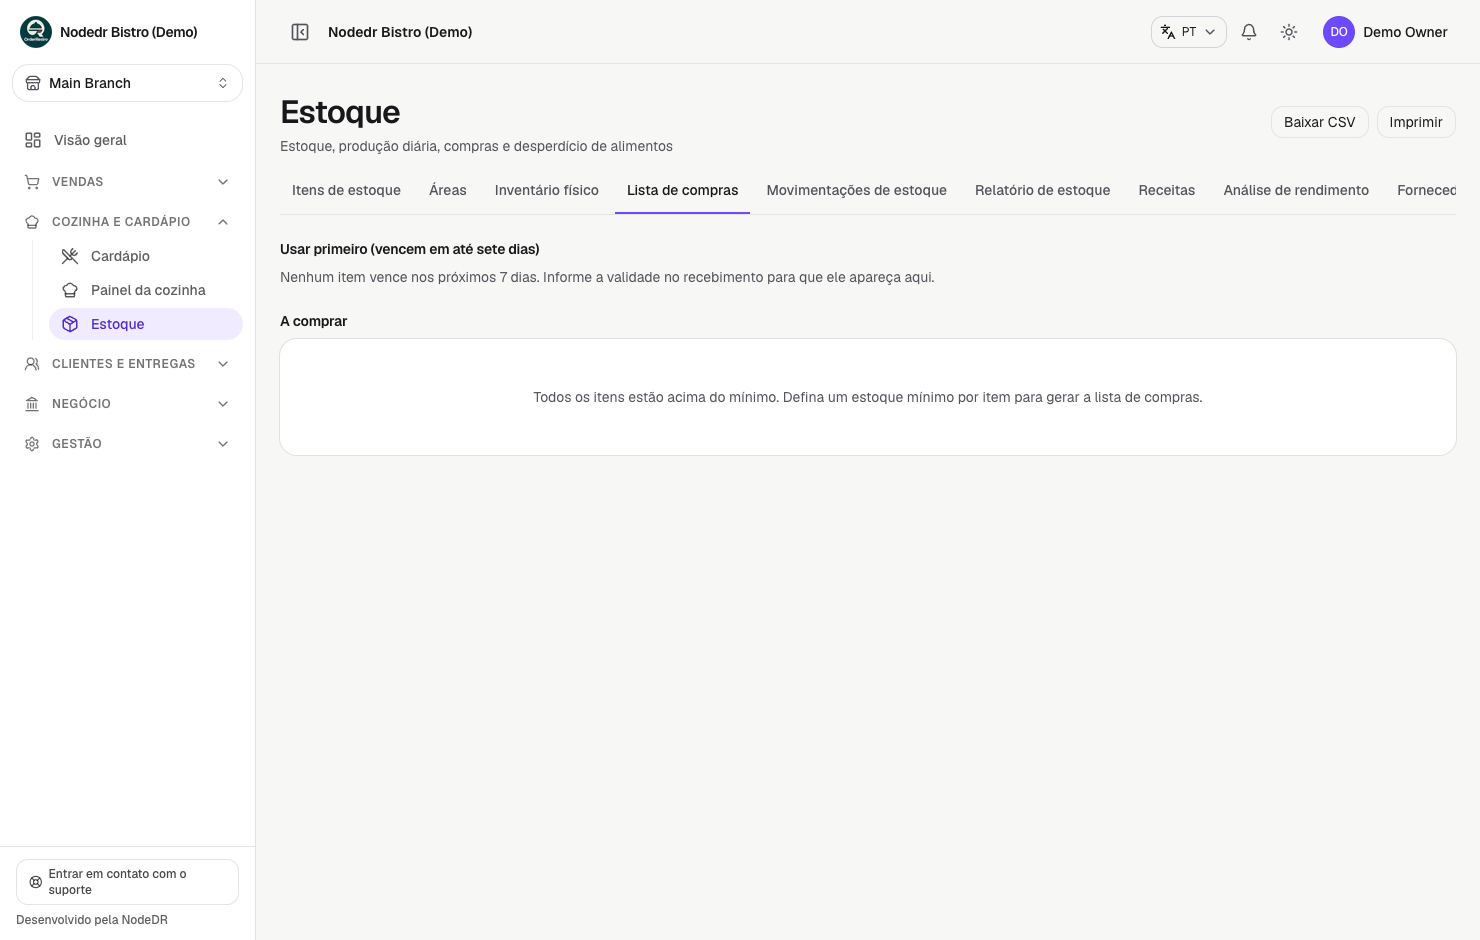 Nodedr Bistro (Demo)
Main Branch
Visão geral
VENDAS
COZINHA E CARDÁPIO
Cardápio
Painel da cozinha
Estoque
CLIENTES E ENTREGAS
NEGÓCIO
GESTÃO
Entrar em contato com o
suporte
Desenvolvido pela NodeDR
Nodedr Bistro (Demo)
PT
DO
Demo Owner
Estoque
Estoque, produção diária, compras e desperdício de alimentos
Baixar CSV
Imprimir
Itens de estoque Áreas Inventário físico Lista de compras Movimentações de estoque Relatório de estoque Receitas Análise de rendimento Forneced
Usar primeiro (vencem em até sete dias)
Nenhum item vence nos próximos 7 dias. Informe a validade no recebimento para que ele apareça aqui.
A comprar
Todos os itens estão acima do mínimo. Defina um estoque mínimo por item para gerar a lista de compras.